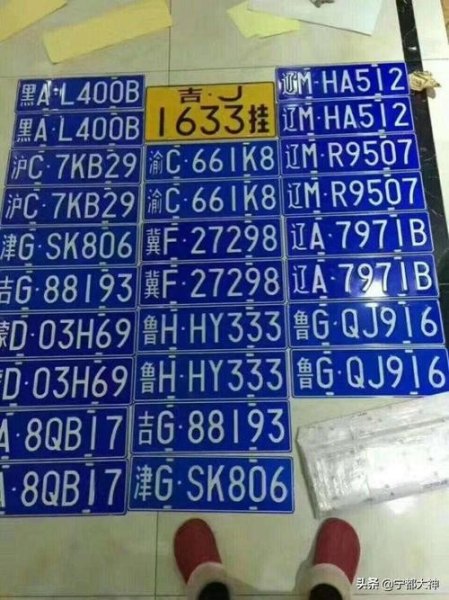 黑A·L400B
黑A·L400B
沪C·7KB29
沪C·7KB29
津G·SK806
吉G·88193
蒙D·03H69
D·03H69
A·8QB17
A·8QB17
吉·J
1633挂
渝C·661K8
渝C·661K8
冀F·27298
冀F·27298
鲁H·HY333
鲁H·HY333
吉G·88193
津G·SK806
辽M·HA512
辽M·HA512
辽M·R9507
辽M·R9507
辽A·7971B
辽A·7971B
鲁G·QJ916
鲁G·QJ916
头条 @宁都大神